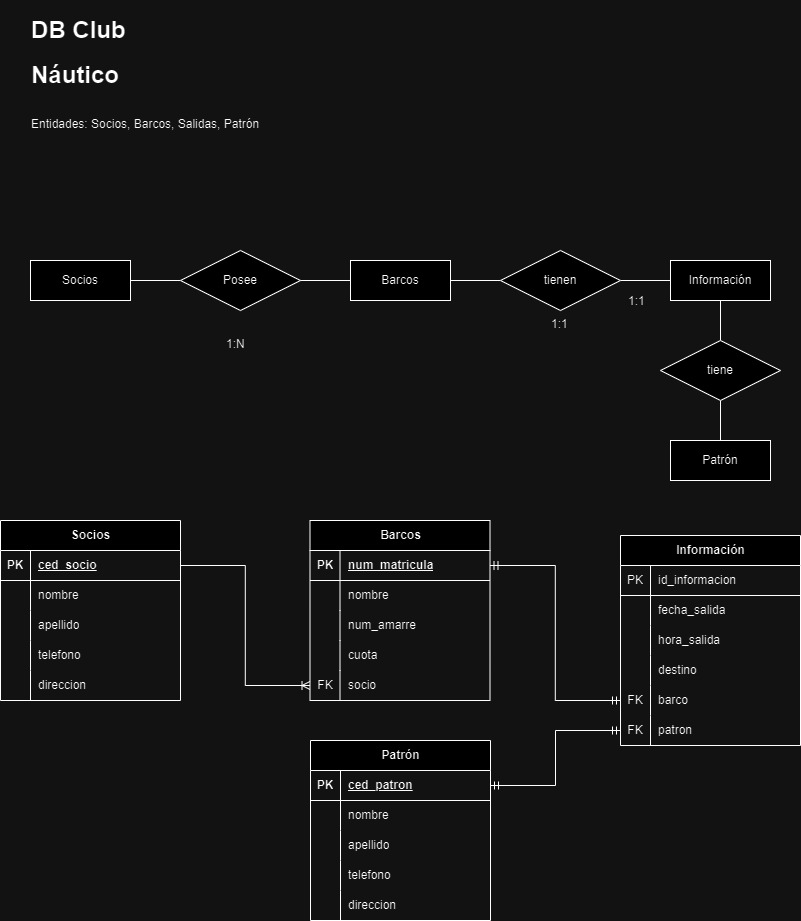 DB Club
Náutico
Entidades: Socios, Barcos, Salidas, Patrón
Socios
Posee
Barcos
tienen
Información
1:1
1:1
1:N
tiene
Patrón
Socios
PK ced_socio
nombre
apellido
telefono
direccion
Barcos
PK num_matricula
nombre
num_amarre
cuota
FK socio
Información
PK id_informacion
fecha_salida
hora_salida
destino
FK barco
FK patron
Patrón
PK ced_patron
nombre
apellido
telefono
direccion